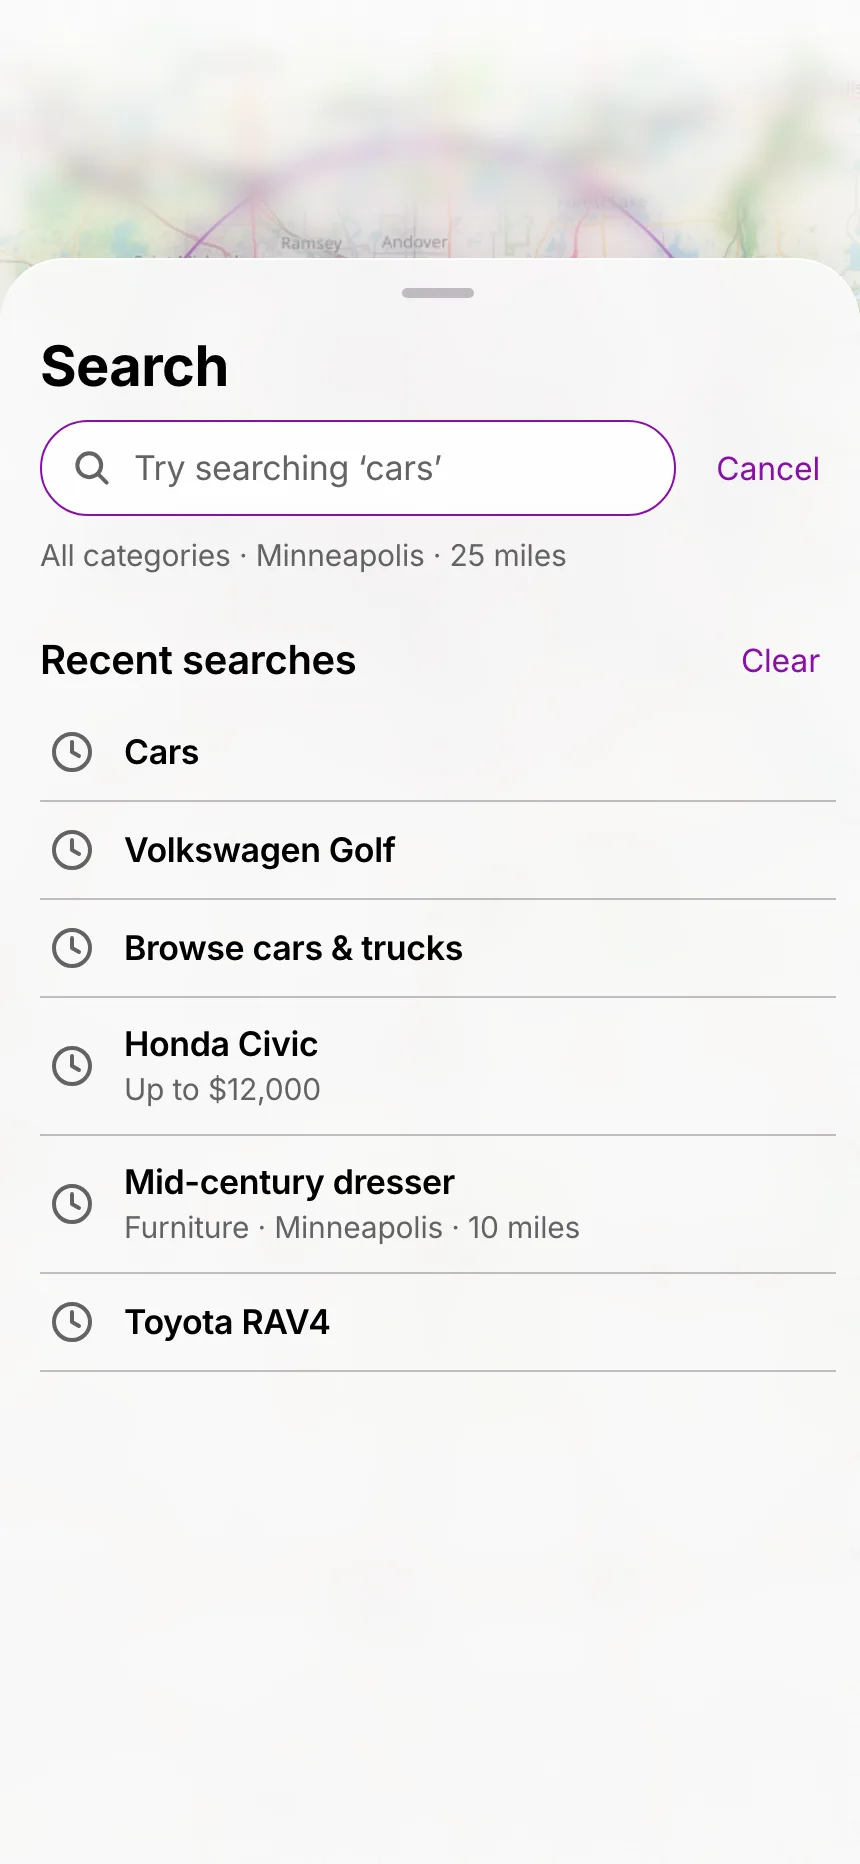 Ramsey
Andover
Search
Try searching ‘cars’
Cancel
All categories · Minneapolis · 25 miles
Recent searches
Clear
Cars
Volkswagen Golf
Browse cars & trucks
Honda Civic
Up to $12,000
Mid-century dresser
Furniture · Minneapolis · 10 miles
Toyota RAV4